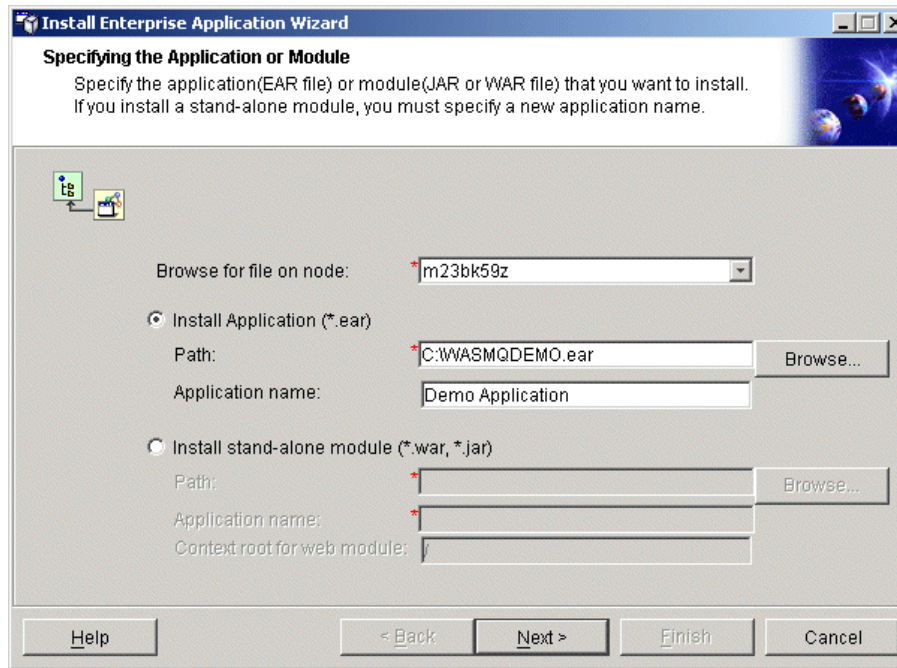 Install Enterprise Application Wizard
Specifying the Application or Module
Specify the application(EAR file) or module(JAR or WAR file) that you want to install.
If you install a stand-alone module, you must specify a new application name.
Browse for file on node: *m23bk59z
Install Application (*.ear)
Path: *C:\WASMQDEMO.ear Browse...
Application name: Demo Application
Install stand-alone module (*.war, *.jar)
Path: * Browse...
Application name: *
Context root for web module: /
Help < Back Next > Finish Cancel